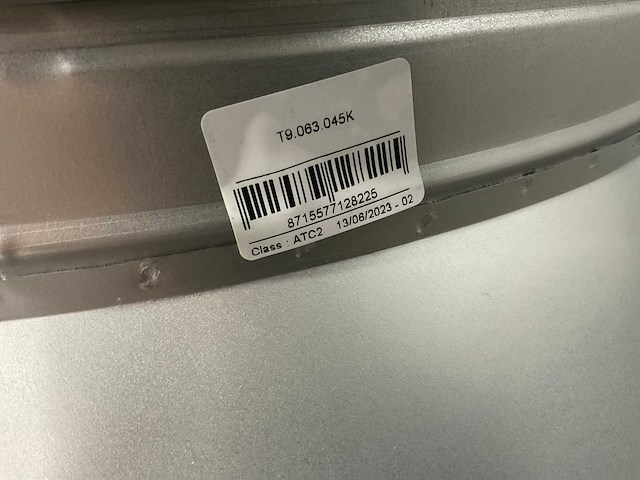 T9.063.045K
8715577128225
Class : ATC2 13/06/2023 - 02